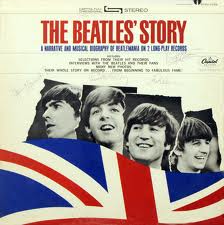 STEREO
THE BEATLES' STORY
A NARRATIVE AND MUSICAL BIOGRAPHY OF BEATLEMANIA ON 2 LONG-PLAY RECORDS
INCLUDES:
SELECTIONS FROM THEIR HIT RECORDS
INTERVIEWS WITH THE BEATLES AND THEIR FANS
MANY NEW PHOTOS
THEIR WHOLE STORY ON RECORD...FROM BEGINNING TO FABULOUS FAME!
Capitol